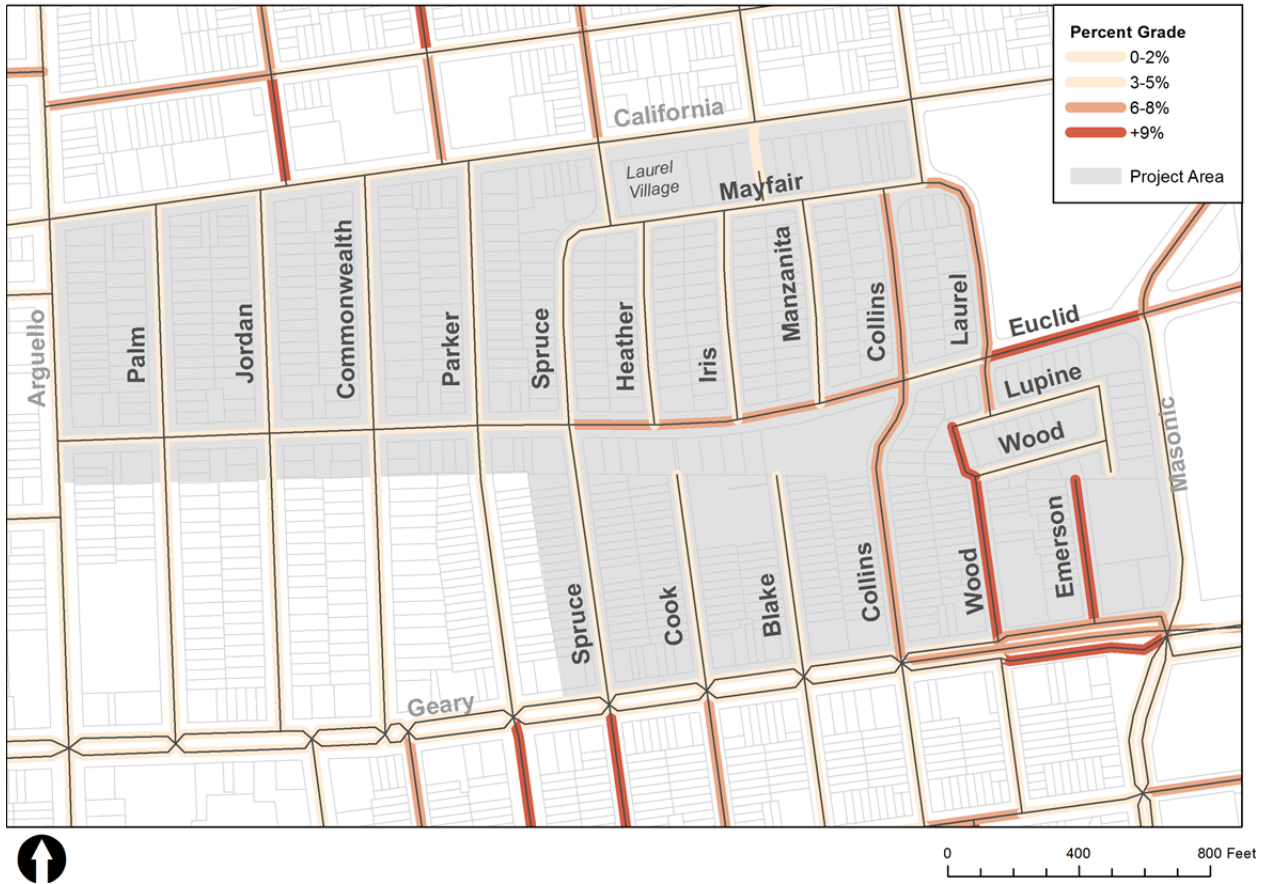 Percent Grade
0-2%
3-5%
6-8%
+9%
Project Area
California
Laurel
Village
Mayfair
Arguello
Palm
Jordan
Commonwealth
Parker
Spruce
Heather
Iris
Manzanita
Collins
Laurel
Euclid
Lupine
Wood
Masonic
Spruce
Cook
Blake
Collins
Wood
Emerson
Geary
0 400 800 Feet